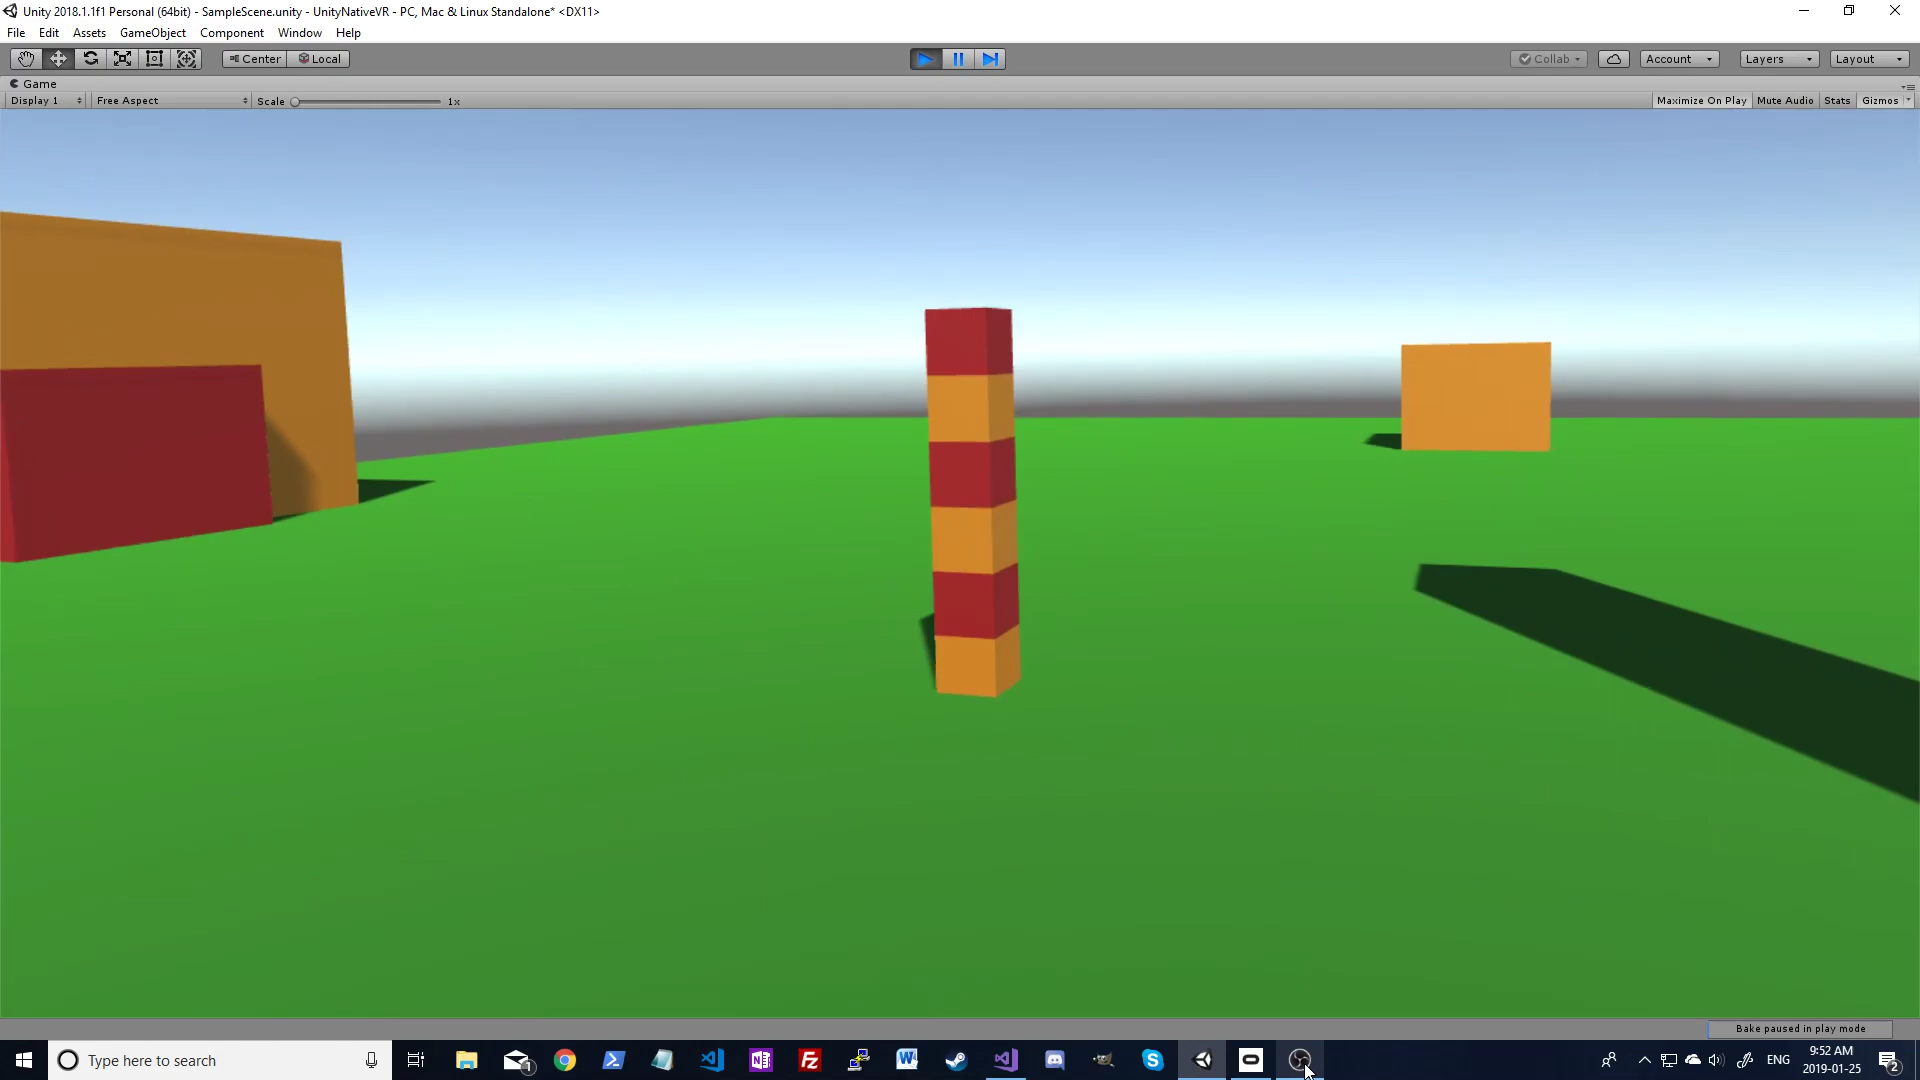 Unity 2018.1.1f1 Personal (64bit) - SampleScene.unity - UnityNativeVR - PC, Mac & Linux Standalone* <DX11>
File Edit Assets GameObject Component Window Help
Center Local Collab Account Layers Layout
Game
Display 1 Free Aspect Scale 1x Maximize On Play Mute Audio Stats Gizmos
Bake paused in play mode
Type here to search
ENG
9:52 AM
2019-01-25